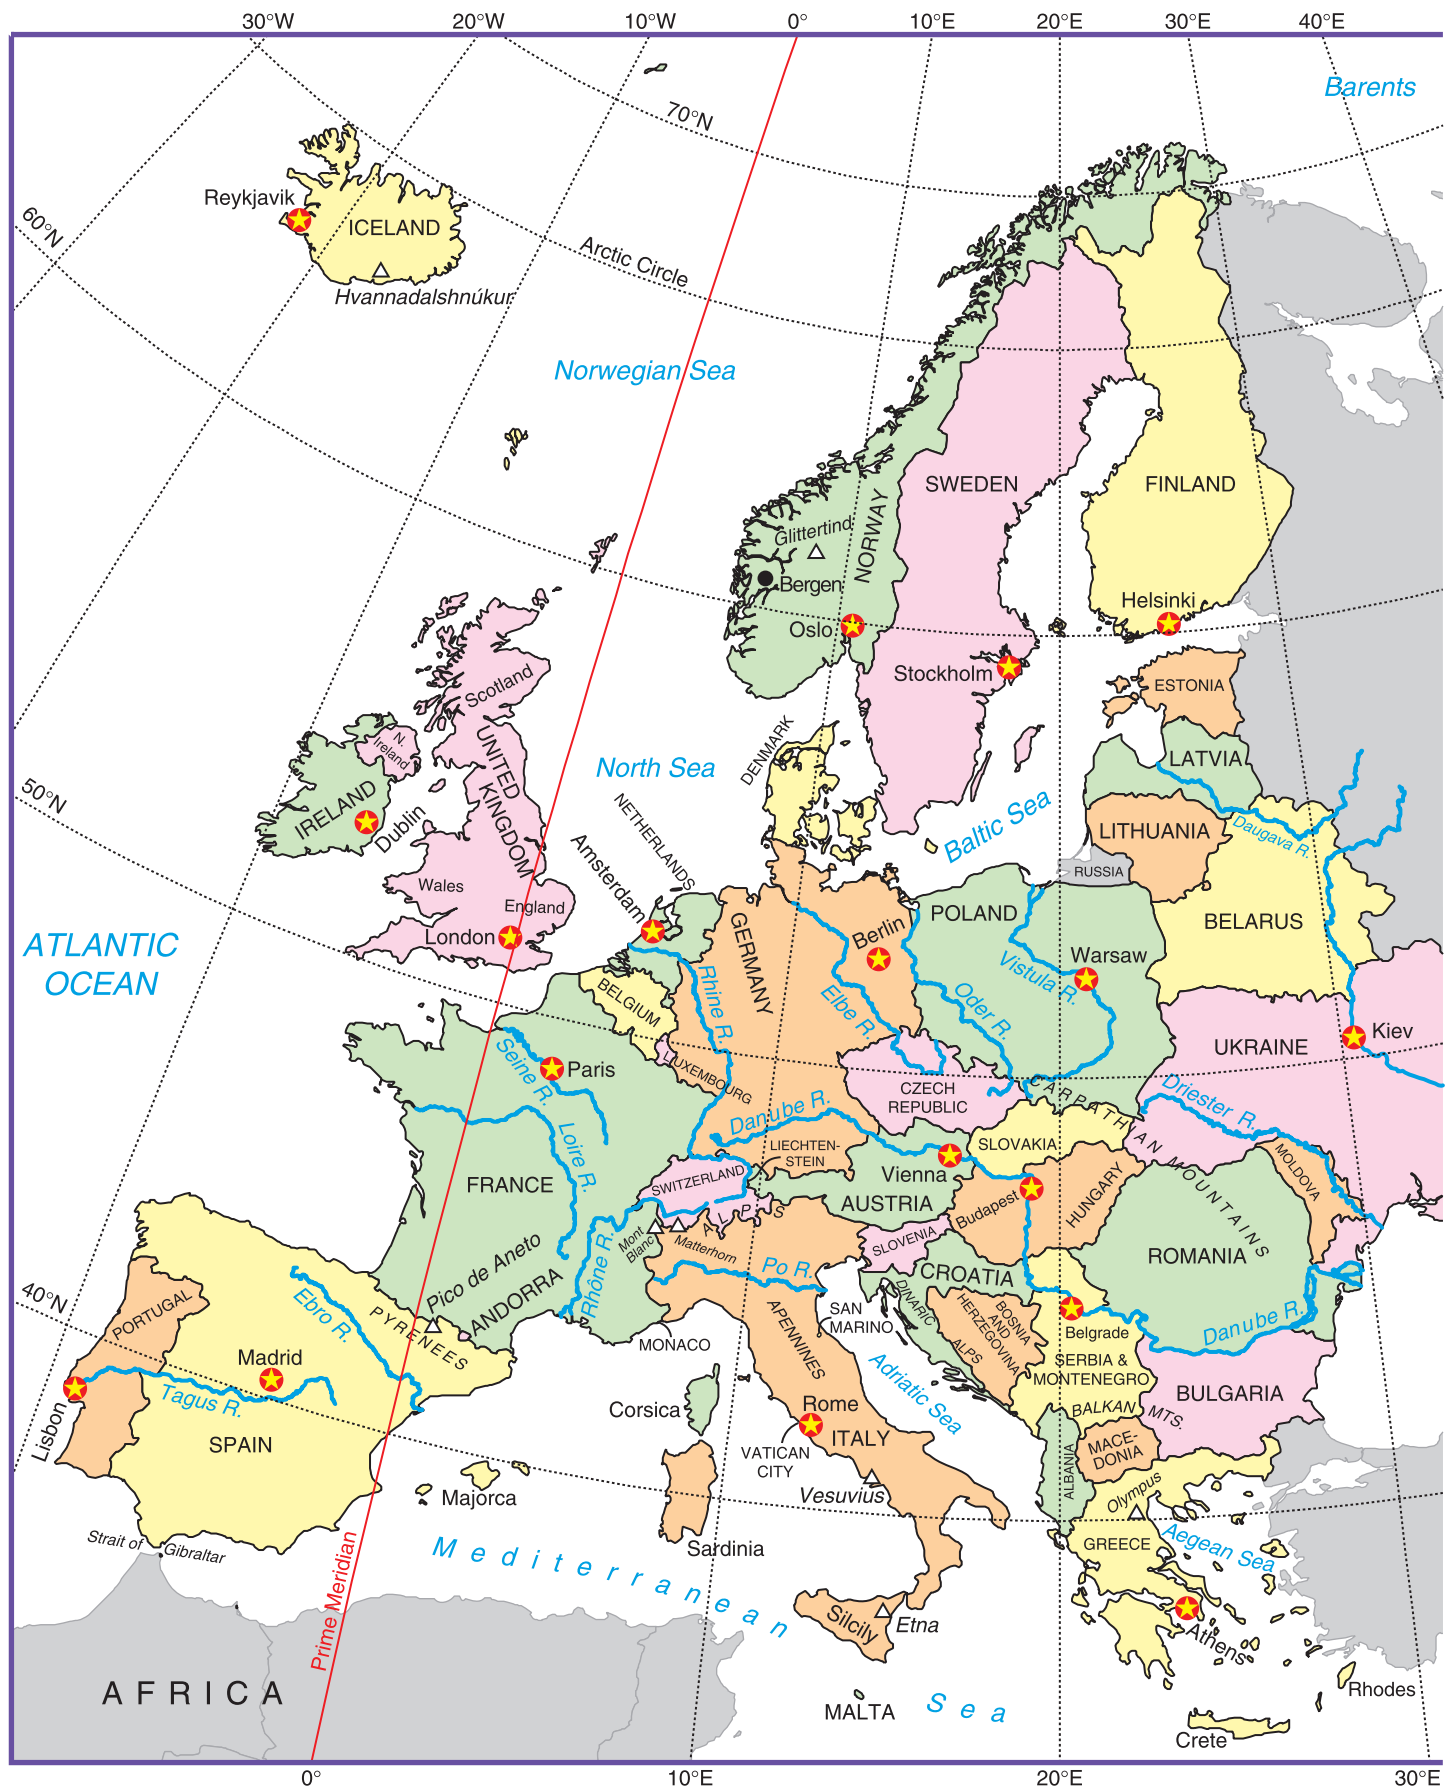 30°W
20°W
10°W
0°
10°E
20°E
30°E
40°E
Barents
70°N
Reykjavik
ICELAND
60°N
Arctic Circle
Hvannadalshnúkur
Norwegian Sea
SWEDEN
FINLAND
NORWAY
Glittertind
Bergen
Helsinki
Oslo
Stockholm
Scotland
ESTONIA
N.
Ireland
UNITED
KINGDOM
DENMARK
LATVIA
North Sea
50°N
IRELAND
Dublin
NETHERLANDS
Baltic Sea
LITHUANIA
Daugava R.
Amsterdam
RUSSIA
Wales
England
London
GERMANY
Berlin
POLAND
BELARUS
ATLANTIC
OCEAN
Warsaw
Vistula R.
Rhine R.
BELGIUM
Elbe R.
Oder R.
Kiev
UKRAINE
Seine R.
Paris
LUXEMBOURG
CZECH
REPUBLIC
CARPATHIAN MOUNTAINS
Driester R.
Danube R.
Loire R.
LIECHTEN-
STEIN
SLOVAKIA
Vienna
MOLDOVA
FRANCE
SWITZERLAND
AUSTRIA
Budapest
HUNGARY
ALPS
Mont
Blanc
Matterhorn
SLOVENIA
ROMANIA
Pico de Aneto
Rhône R.
Po R.
CROATIA
40°N
PORTUGAL
Ebro R.
PYRENEES
ANDORRA
MONACO
APENNINES
SAN
MARINO
DINARIC
ALPS
BOSNIA
AND
HERZEGOVINA
Belgrade
Danube R.
SERBIA &
MONTENEGRO
Madrid
Adriatic Sea
BULGARIA
Tagus R.
Lisbon
Corsica
Rome
BALKAN
MTS.
SPAIN
ITALY
VATICAN
CITY
MACE-
DONIA
ALBANIA
Majorca
Vesuvius
Olympus
Strait of
Gibraltar
Sardinia
GREECE
Aegean Sea
Mediterranean
Prime Meridian
Silcily
Etna
Athens
AFRICA
MALTA
Sea
Rhodes
Crete
0°
10°E
20°E
30°E